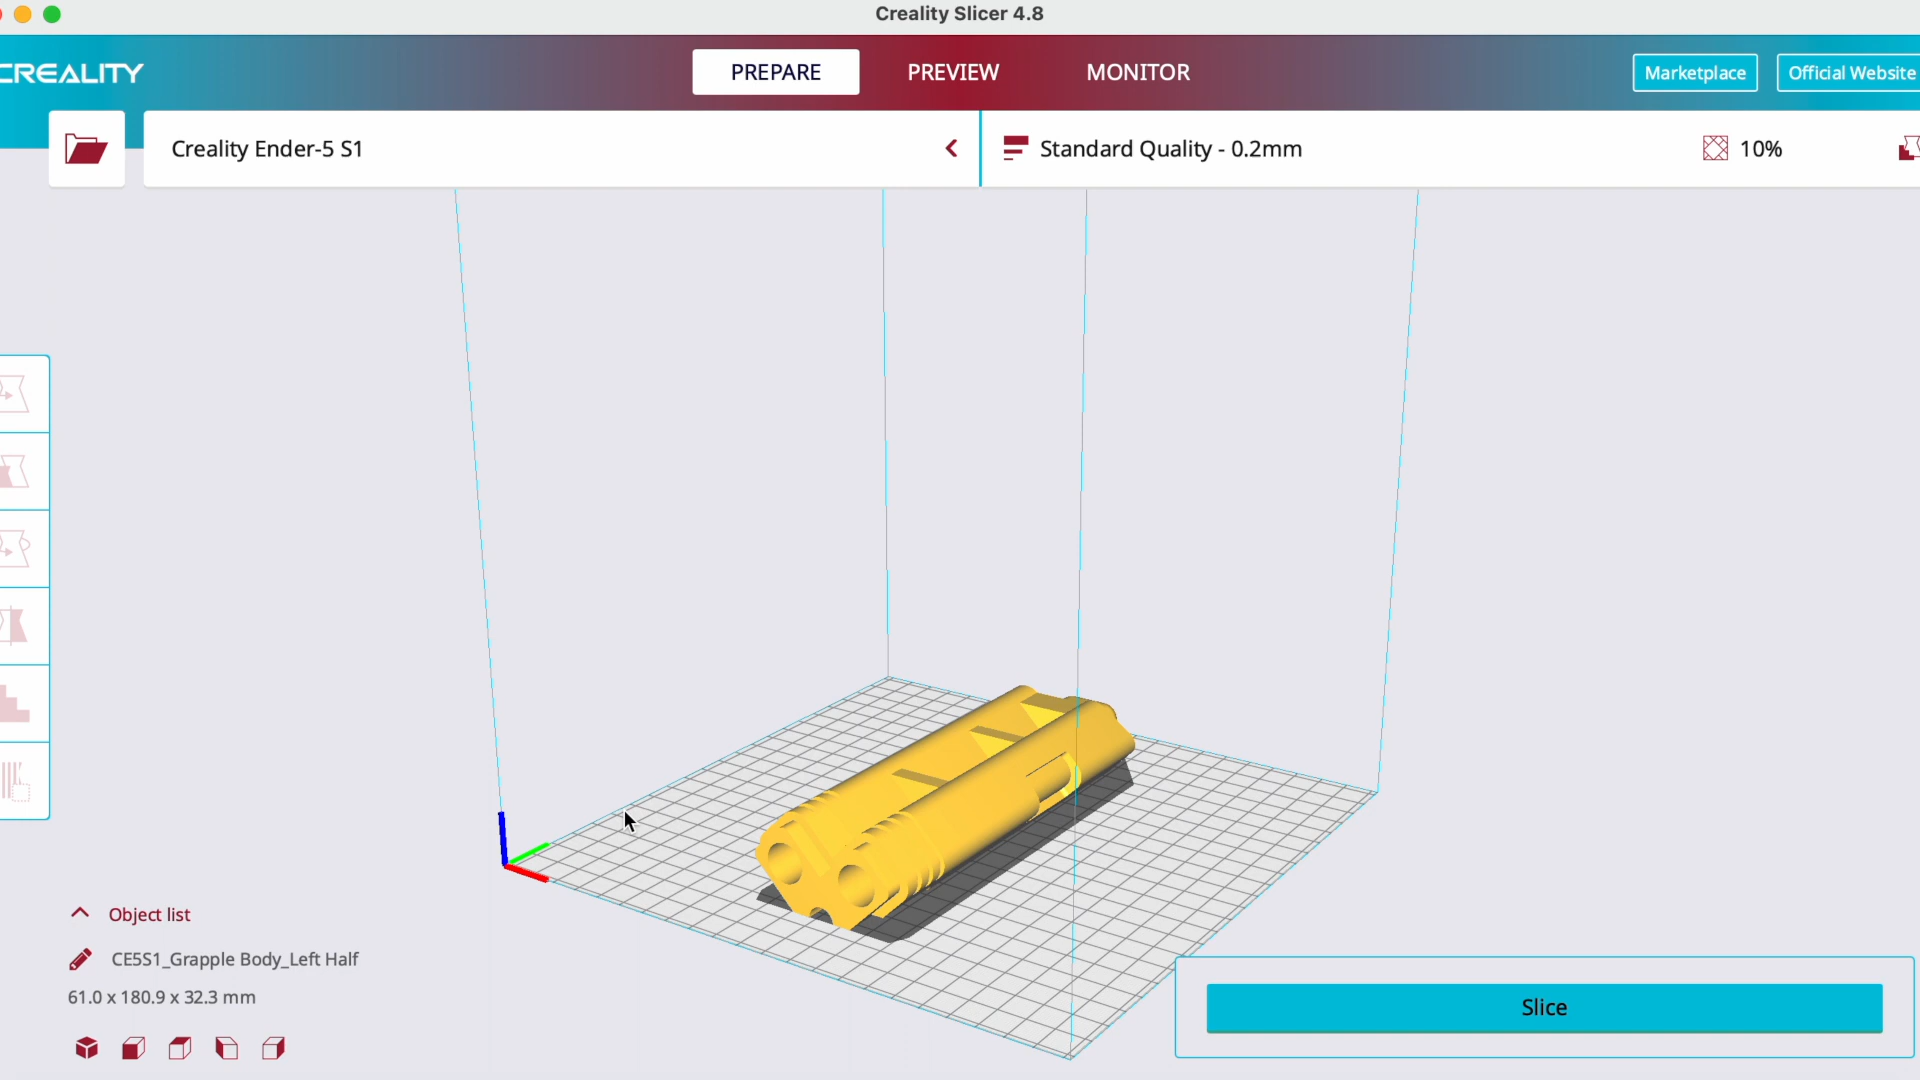 Creality Slicer 4.8
CREALITY
PREPARE
PREVIEW
MONITOR
Marketplace
Official Website
Creality Ender-5 S1
Standard Quality - 0.2mm
10%
Object list
CE5S1_Grapple Body_Left Half
61.0 x 180.9 x 32.3 mm
Slice